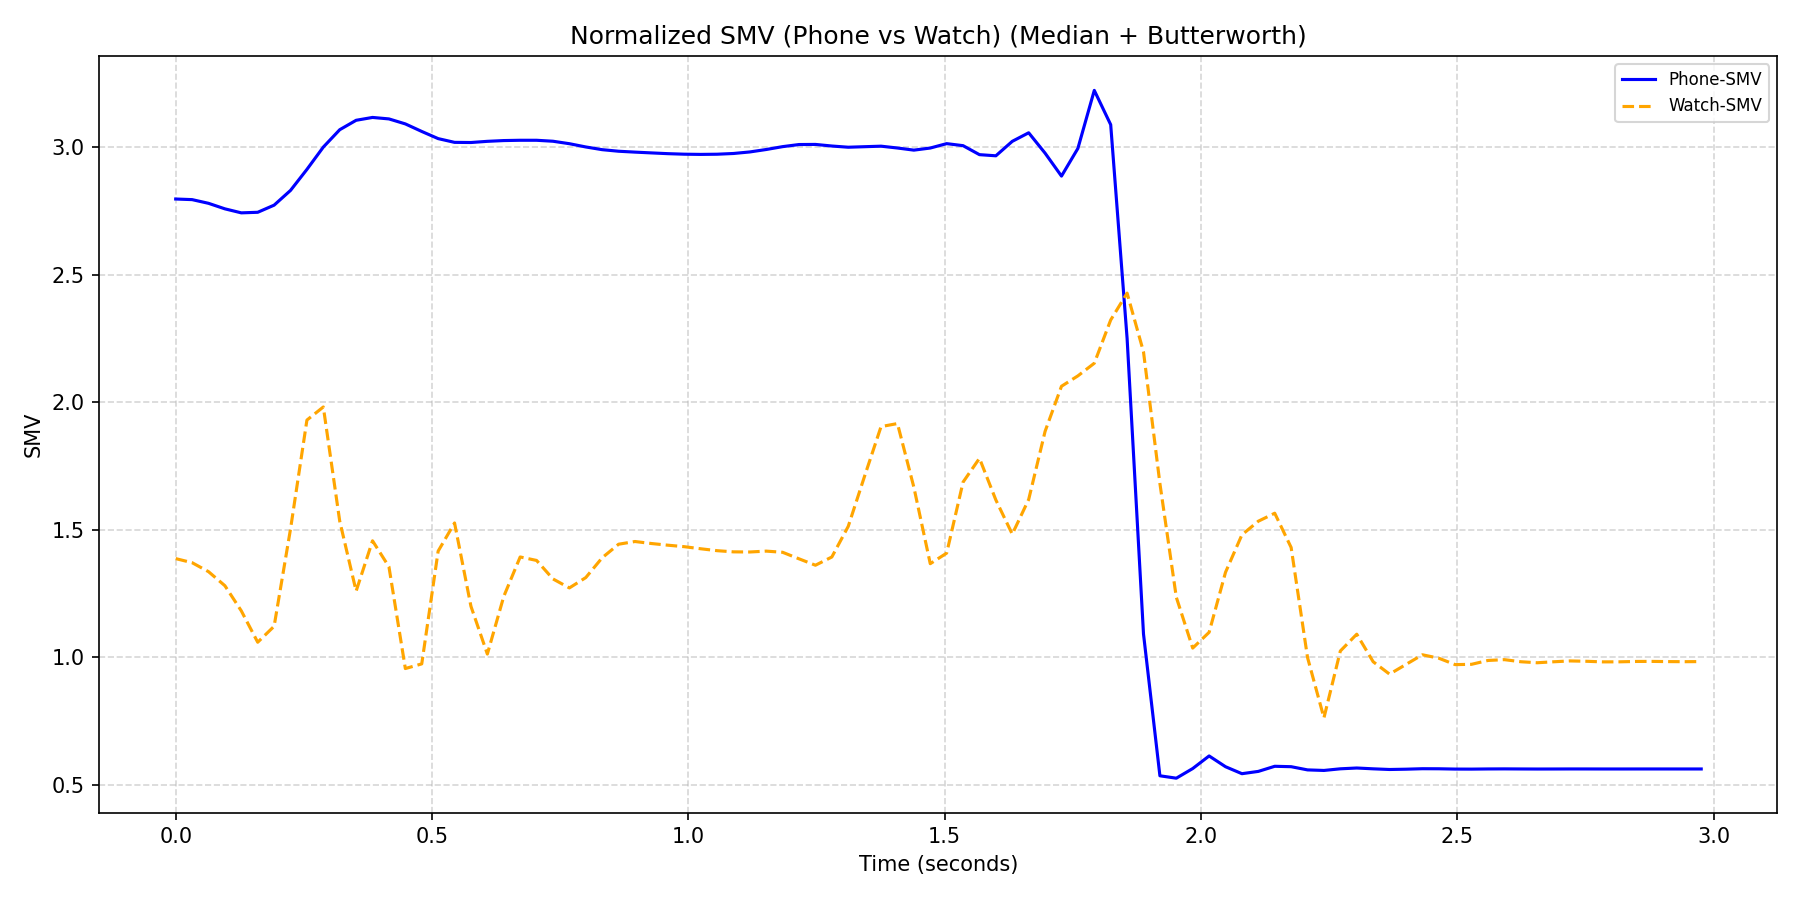 Normalized SMV (Phone vs Watch) (Median + Butterworth)
Phone-SMV
Watch-SMV
SMV
3.0
2.5
2.0
1.5
1.0
0.5
0.0 0.5 1.0 1.5 2.0 2.5 3.0
Time (seconds)